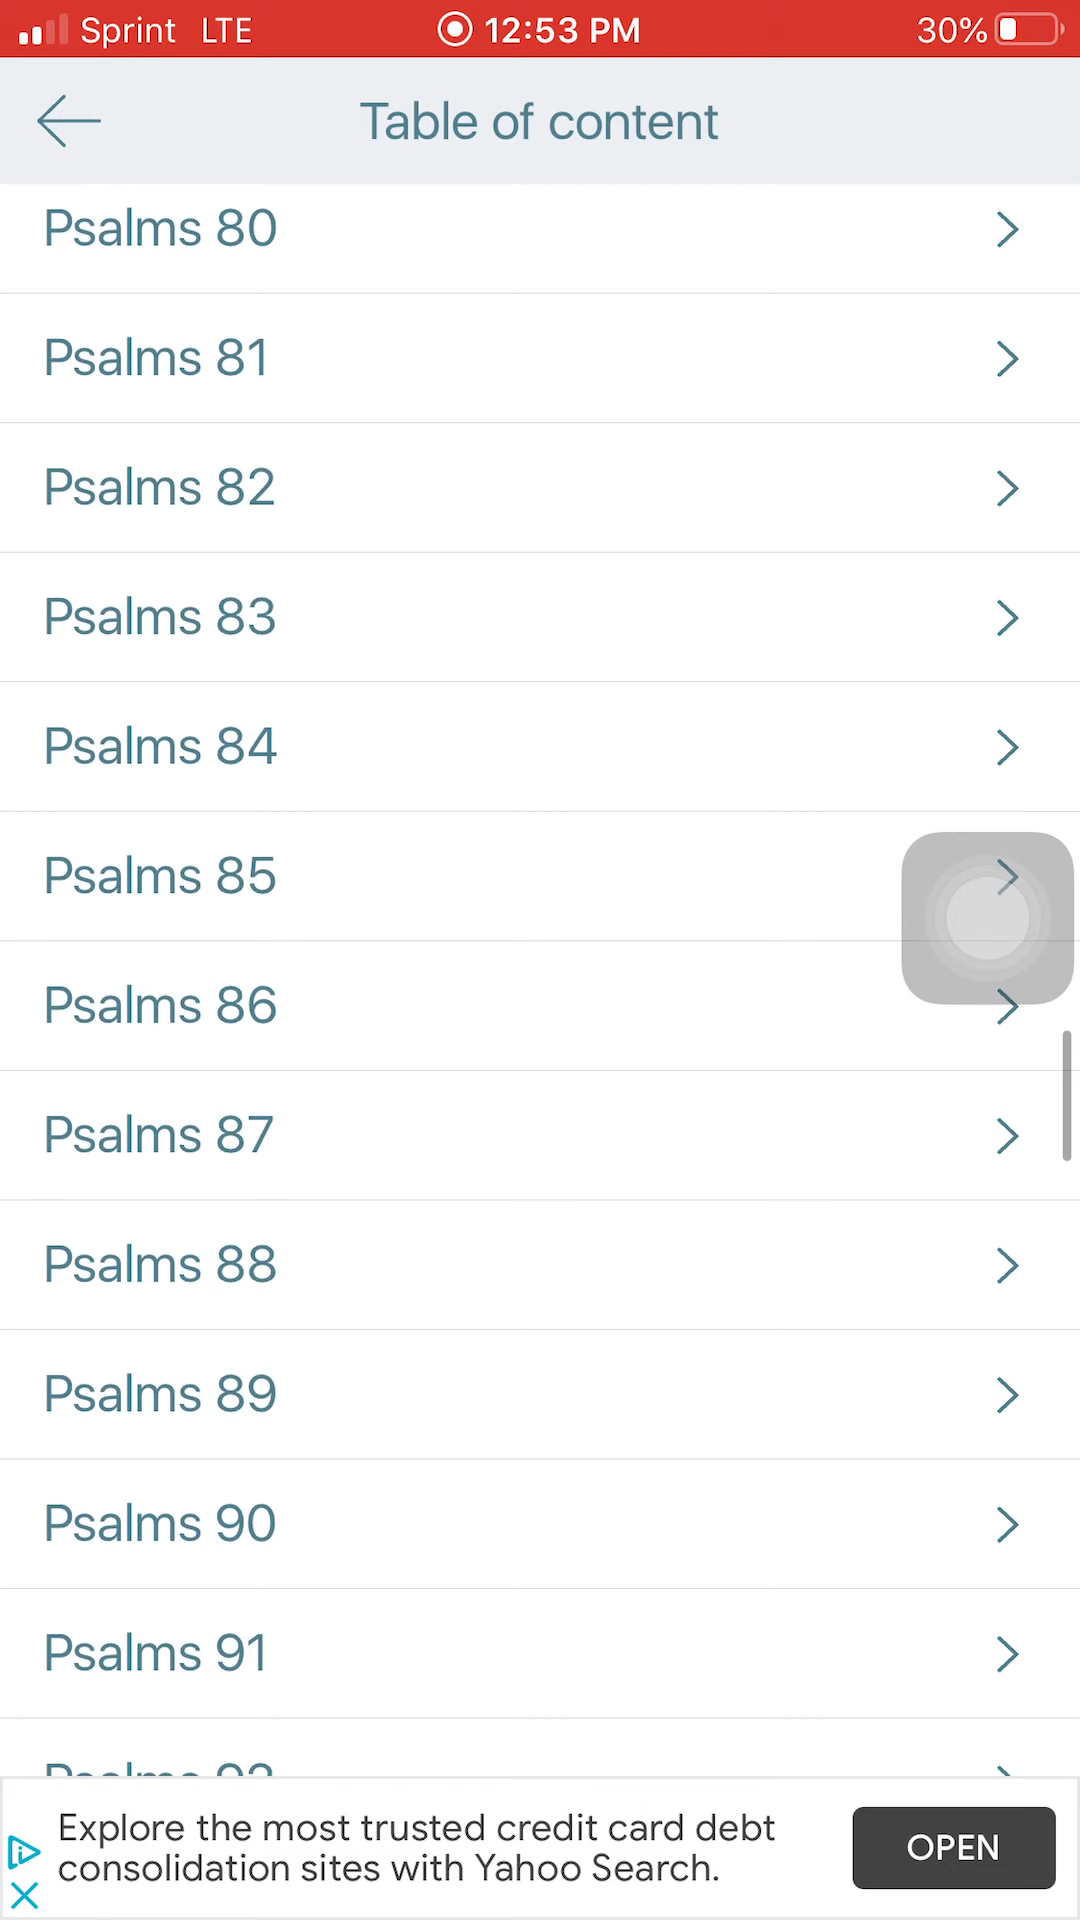 Sprint LTE 12:53 PM 30%
Table of content
Psalms 80
Psalms 81
Psalms 82
Psalms 83
Psalms 84
Psalms 85
Psalms 86
Psalms 87
Psalms 88
Psalms 89
Psalms 90
Psalms 91
Psalms 92
Explore the most trusted credit card debt
consolidation sites with Yahoo Search.
OPEN